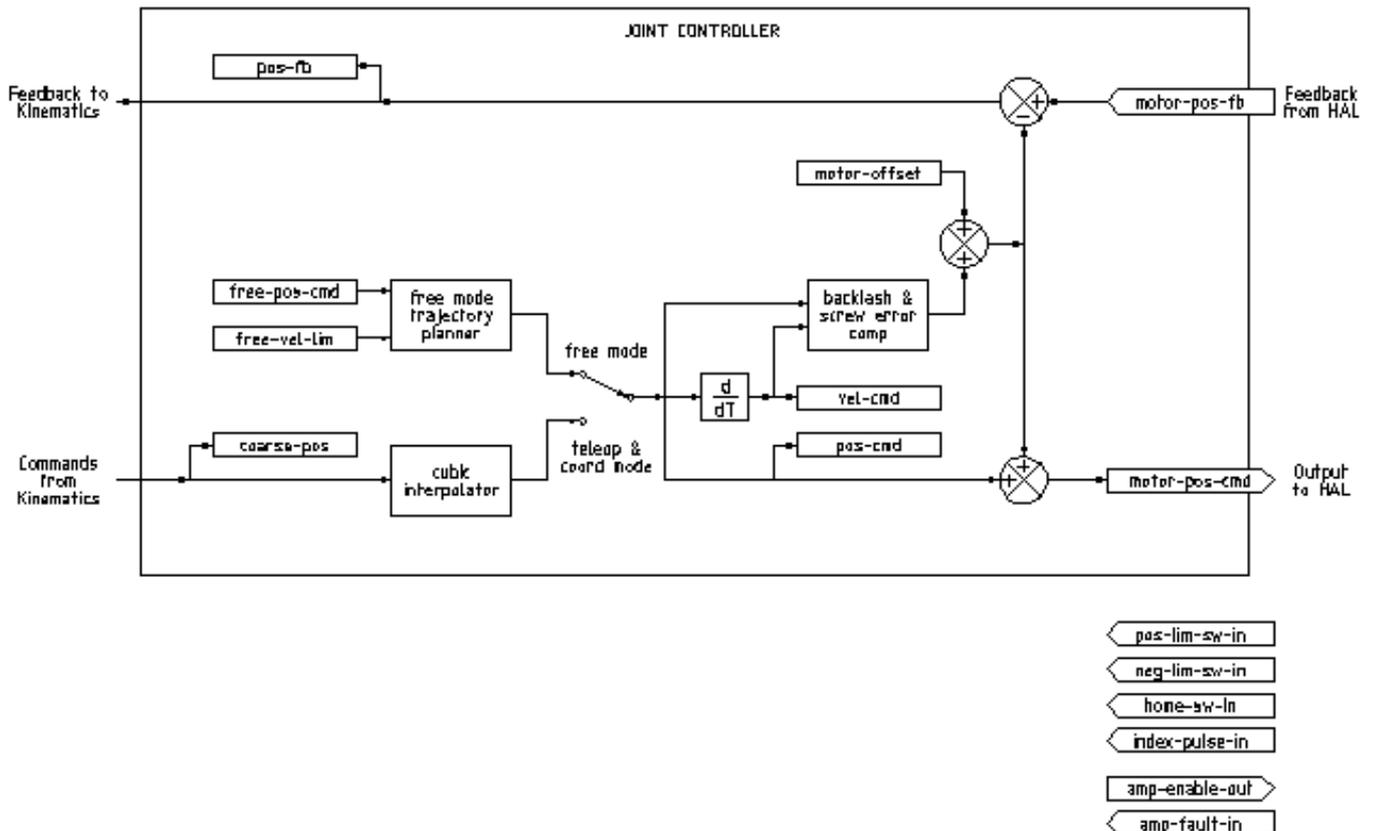 JOINT CONTROLLER
pos-fb
Feedback to
Kinematics
motor-pos-fb
Feedback
from HAL
+
-
motor-offset
+
+
free-pos-cmd
free-vel-lim
free mode
trajectory
planner
backlash &
screw error
comp
free mode
d
dT
vel-cmd
coarse-pos
teleop &
coord mode
pos-cmd
Commands
from
Kinematics
cubic
interpolator
+
+
motor-pos-cmd
Output
to HAL
pos-lim-sw-in
neg-lim-sw-in
home-sw-in
index-pulse-in
amp-enable-out
amp-fault-in